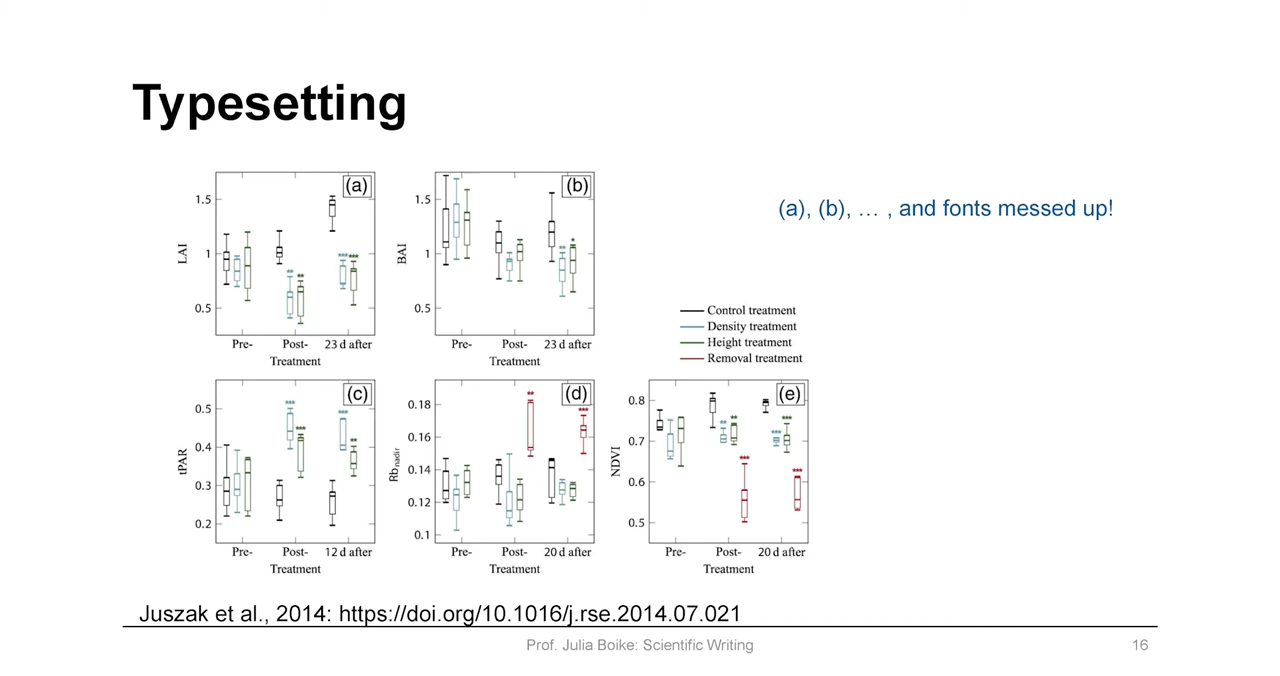 Typesetting
(a), (b), … , and fonts messed up!
(a)
LAI
1.5
1
0.5
** ** *** ***
Pre- Post- 23 d after
Treatment
(b)
BAI
1.5
1
0.5
** *
Pre- Post- 23 d after
Treatment
Control treatment
Density treatment
Height treatment
Removal treatment
(c)
tPAR
0.5
0.4
0.3
0.2
*** *** *** **
Pre- Post- 12 d after
Treatment
(d)
Rbnadir
0.18
0.16
0.14
0.12
0.1
** ***
Pre- Post- 20 d after
Treatment
(e)
NDVI
0.8
0.7
0.6
0.5
** ** *** *** *** ***
Pre- Post- 20 d after
Treatment
Juszak et al., 2014: https://doi.org/10.1016/j.rse.2014.07.021
Prof. Julia Boike: Scientific Writing
16